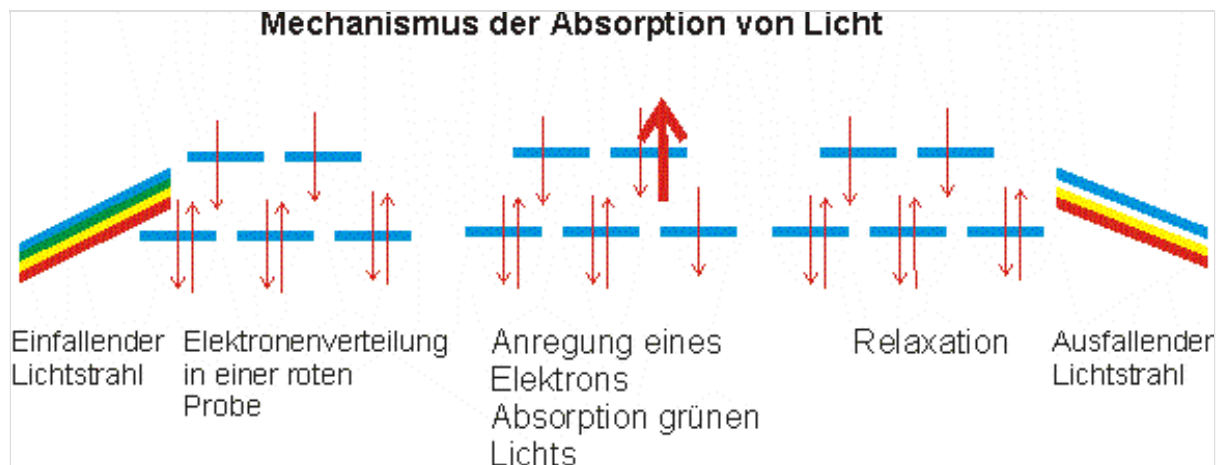 Mechanismus der Absorption von Licht
Einfallender
Lichtstrahl
Elektronenverteilung
in einer roten
Probe
Anregung eines
Elektrons
Absorption grünen
Lichts
Relaxation
Ausfallender
Lichtstrahl